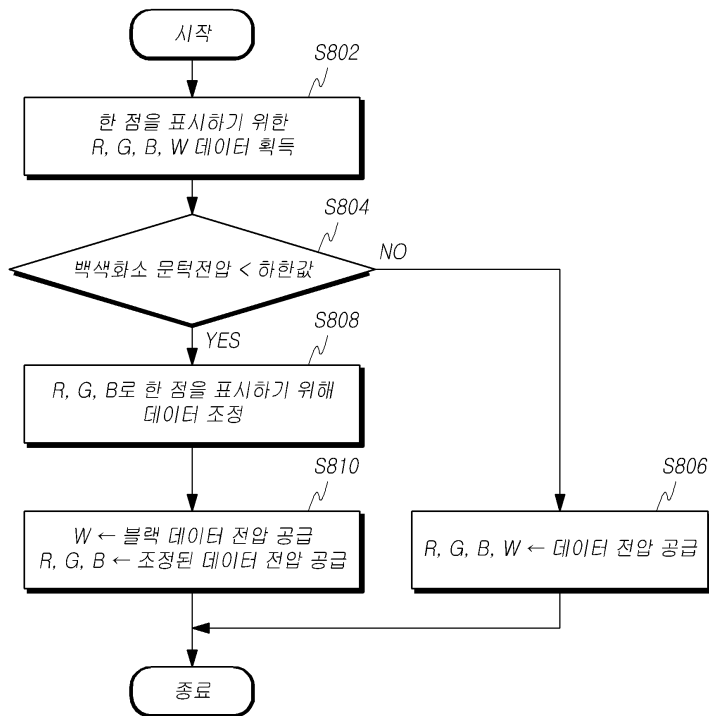 시작
S802
한 점을 표시하기 위한
R, G, B, W 데이터 획득
S804
백색화소 문턱전압 < 하한값
NO
YES
S808
R, G, B로 한 점을 표시하기 위해
데이터 조정
S810
W ← 블랙 데이터 전압 공급
R, G, B ← 조정된 데이터 전압 공급
S806
R, G, B, W ← 데이터 전압 공급
종료